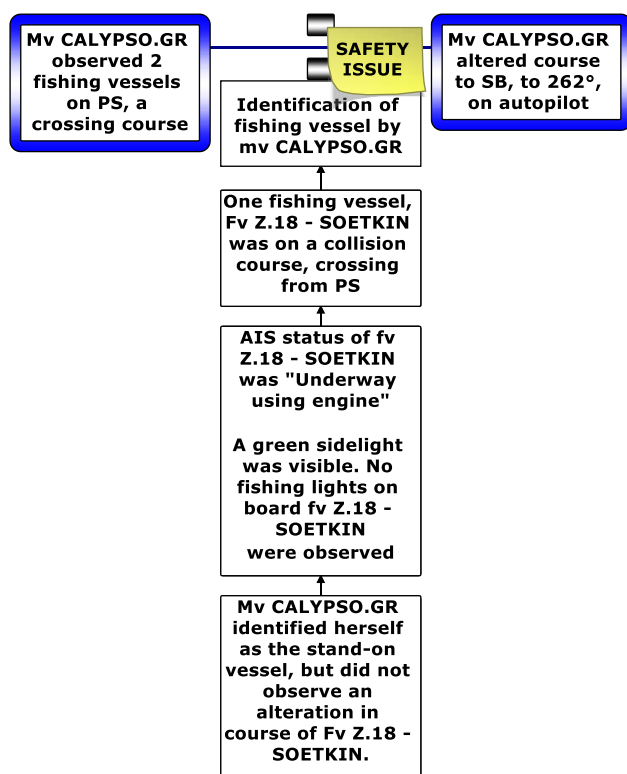 Mv CALYPSO.GR
observed 2
fishing vessels
on PS, a
crossing course
SAFETY
ISSUE
Mv CALYPSO.GR
altered course
to SB, to 262°,
on autopilot
Identification of
fishing vessel by
mv CALYPSO.GR
One fishing vessel,
Fv Z.18 - SOETKIN
was on a collision
course, crossing
from PS
AIS status of fv
Z.18 - SOETKIN
was "Underway
using engine"
A green sidelight
was visible. No
fishing lights on
board fv Z.18 -
SOETKIN
were observed
Mv CALYPSO.GR
identified herself
as the stand-on
vessel, but did not
observe an
alteration in
course of Fv Z.18 -
SOETKIN.